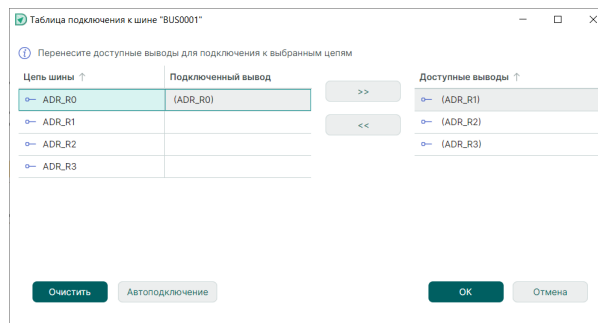 Таблица подключения к шине "BUS0001"
Перенесите доступные выводы для подключения к выбранным цепям
Цепь шины ↑ Подключенный вывод >> Доступные выводы ↑
ADR_R0 (ADR_R0) (ADR_R1)
ADR_R1 << (ADR_R2)
ADR_R2 (ADR_R3)
ADR_R3
Очистить Автоподключение ОК Отмена